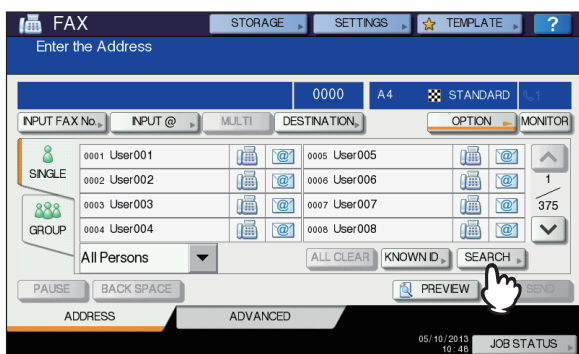 FAX STORAGE SETTINGS TEMPLATE ?
Enter the Address
0000 A4 STANDARD 1
INPUT FAX No. INPUT @ MULTI DESTINATION OPTION MONITOR
SINGLE
GROUP
0001 User001 0005 User005
0002 User002 0006 User006
0003 User003 0007 User007
0004 User004 0008 User008
1
375
All Persons ALL CLEAR KNOWN ID SEARCH
PAUSE BACK SPACE PREVIEW SEND
ADDRESS ADVANCED
05/10/2013
10:46 JOB STATUS